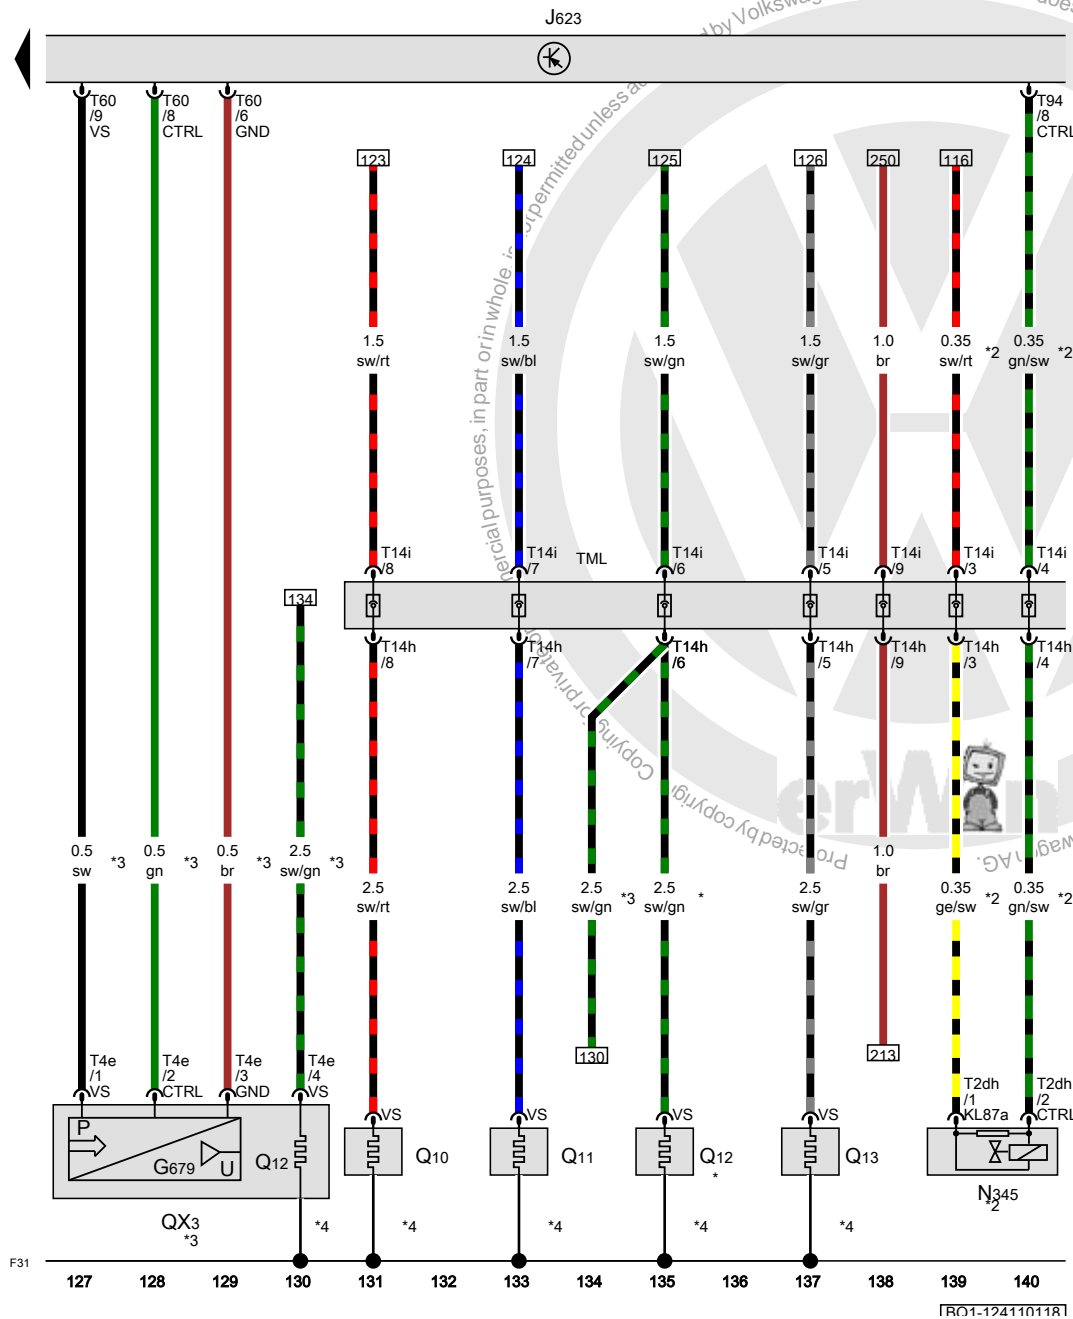 J623
T60
/9
VS
T60
/8
CTRL
T60
/6
GND
T94
/8
CTRL
123
124
125
126
250
116
1.5
sw/rt
1.5
sw/bl
1.5
sw/gn
1.5
sw/gr
1.0
br
0.35
sw/rt
*2
0.35
gn/sw
*2
T14i
/8
T14i
/7
TML
T14i
/6
T14i
/5
T14i
/9
T14i
/3
T14i
/4
134
T14h
/8
T14h
/7
T14h
/6
T14h
/5
T14h
/9
T14h
/3
T14h
/4
0.5
sw
*3
0.5
gn
*3
0.5
br
*3
2.5
sw/gn
*3
2.5
sw/rt
2.5
sw/bl
2.5
sw/gn
*3
2.5
sw/gn
*
2.5
sw/gr
1.0
br
0.35
ge/sw
*2
0.35
gn/sw
*2
130
213
T4e
/1
VS
T4e
/2
CTRL
T4e
/3
GND
T4e
/4
VS
VS
VS
VS
VS
T2dh
/1
KL87a
T2dh
/2
CTRL
P
G679
U
Q12
Q10
Q11
Q12
*
Q13
N345
*2
QX3
*3
*4
*4
*4
*4
*4
F31
127 128 129 130 131 132 133 134 135 136 137 138 139 140
BQ1-124110118